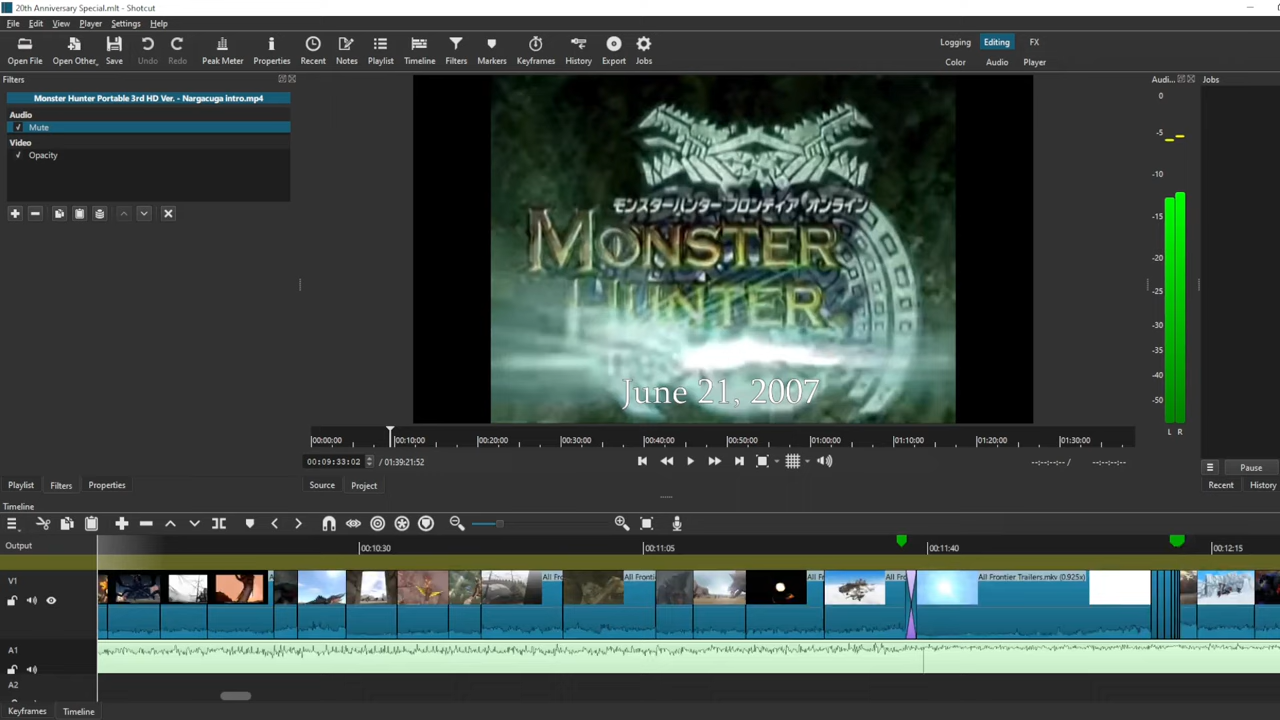 20th Anniversary Special.mlt - Shotcut
File Edit View Player Settings Help
Open File Open Other... Save Undo Redo Peak Meter Properties Recent Notes Playlist Timeline Filters Markers Keyframes History Export Jobs
Logging Editing FX
Color Audio Player
Filters
Monster Hunter Portable 3rd HD Ver. - Nargacuga intro.mp4
Audio
Mute
Video
Opacity
モンスターハンター フロンティア オンライン
MONSTER
HUNTER
June 21, 2007
Audi...
0
-5
-10
-15
-20
-25
-30
-35
-40
-50
L R
Jobs
00:00:00 00:10:00 00:20:00 00:30:00 00:40:00 00:50:00 01:00:00 01:10:00 01:20:00 01:30:00
00:09:33:02 / 01:39:21:52
--:--:--:-- / --:--:--:--
Pause
Playlist Filters Properties
Source Project
Recent History
Timeline
Output
00:10:30 00:11:05 00:11:40 00:12:15
V1
A All Fro All Fronti All Fr All Fro All Frontier Trailers.mkv (0.925x)
A1
A2
Keyframes Timeline